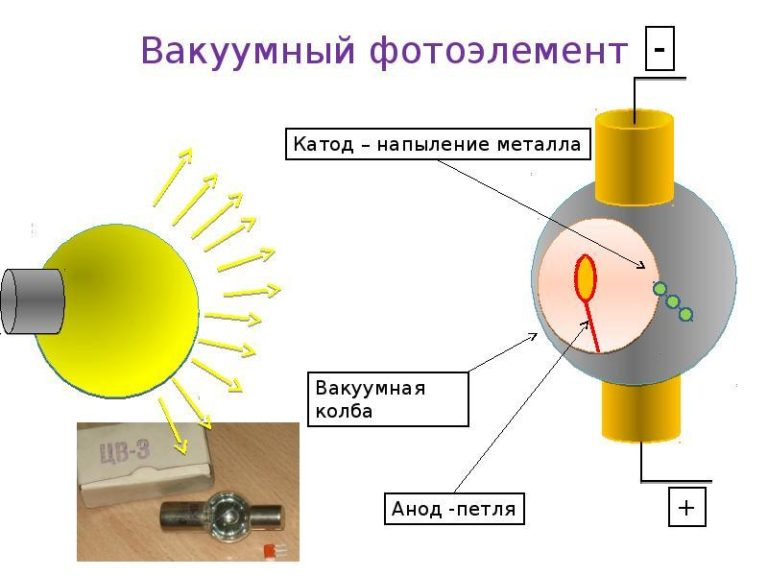 Вакуумный фотоэлемент
-
Катод – напыление металла
Вакуумная
колба
ЦВ-3
Анод -петля
+